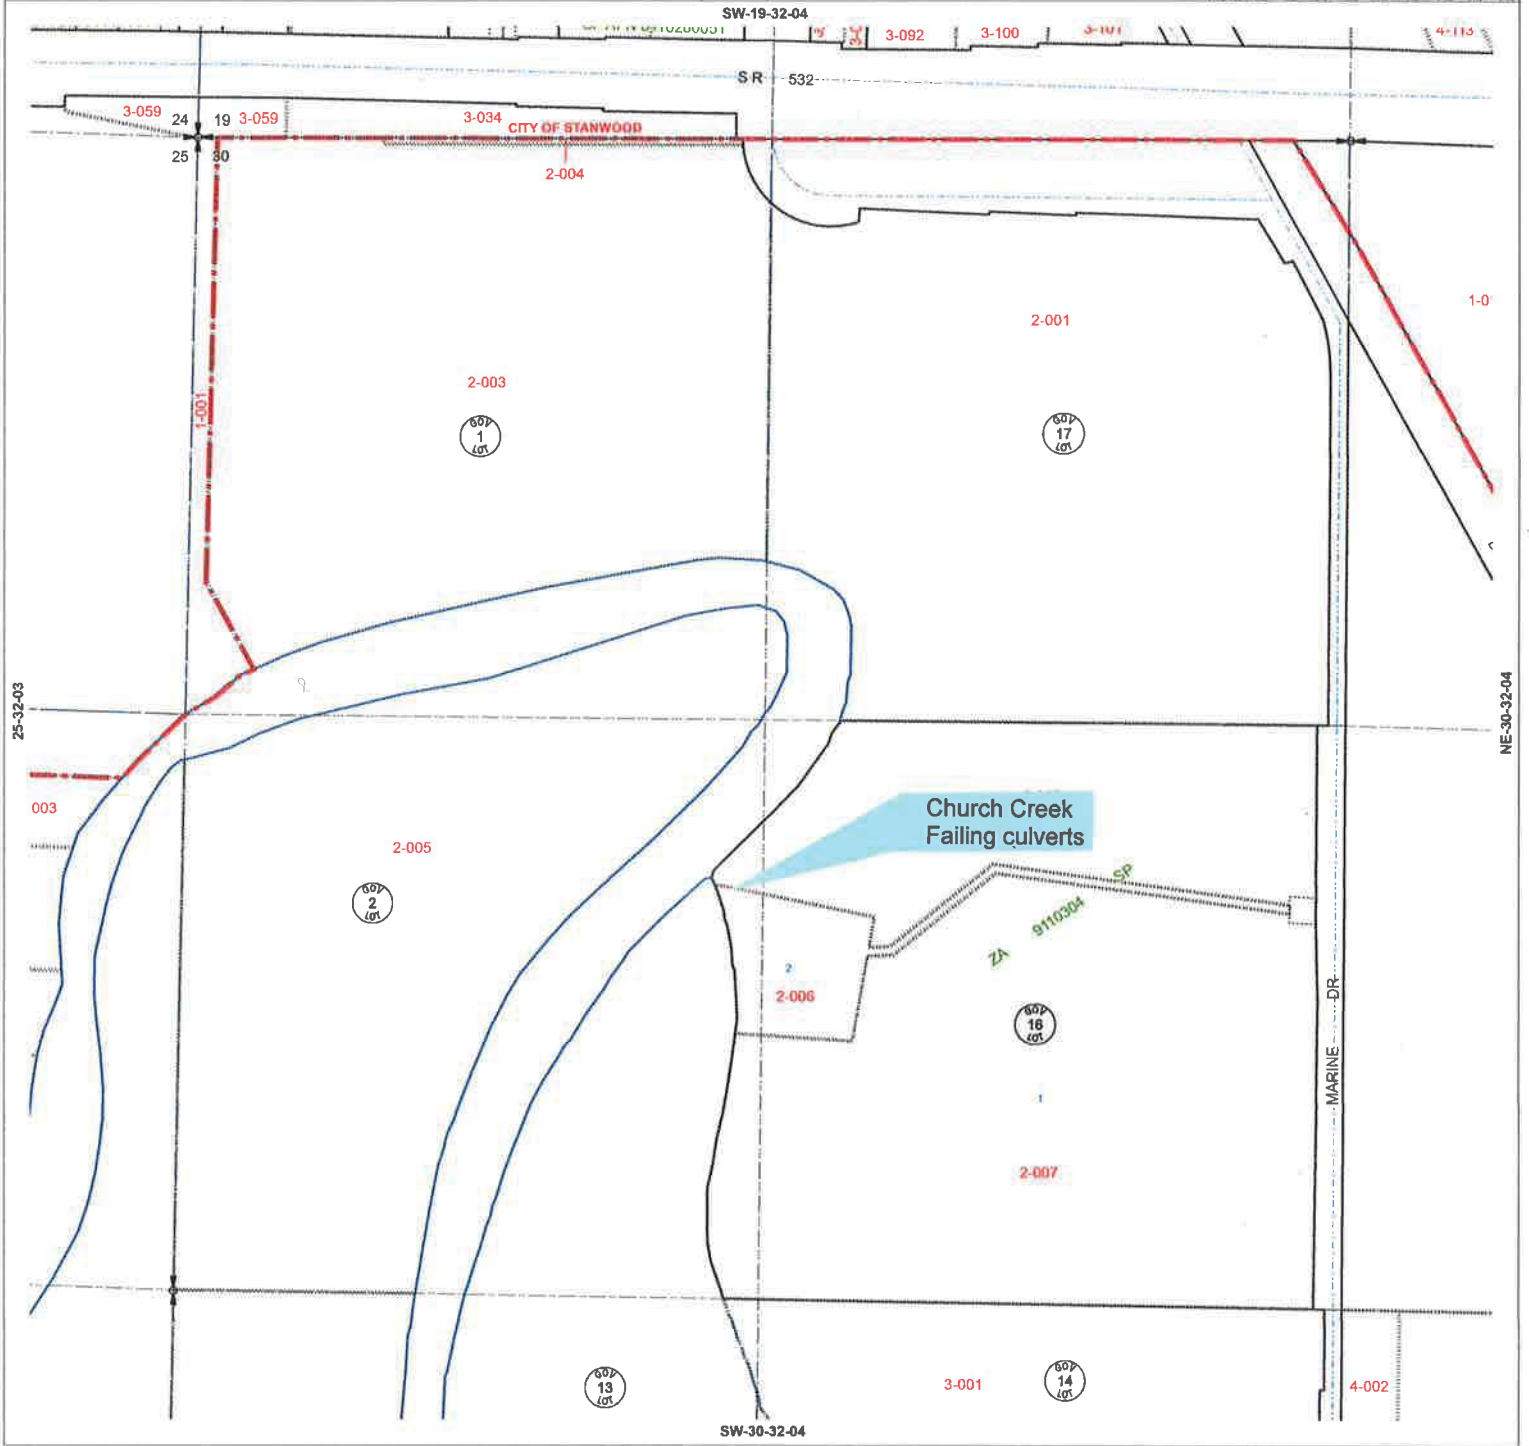 SW-19-32-04
3-092
3-100
3-101
4-113
SR 532
3-059
24 19
3-059
3-034
CITY OF STANWOOD
25 30
2-004
1-0
2-001
2-003
1-001
GOV
1
LOT
GOV
17
LOT
25-32-03
NE-30-32-04
003
Church Creek
Failing culverts
2-005
SP
GOV
2
LOT
ZA 9110304
2
2-006
GOV
16
LOT
MARINE DR
1
2-007
GOV
13
LOT
3-001
GOV
14
LOT
4-002
SW-30-32-04